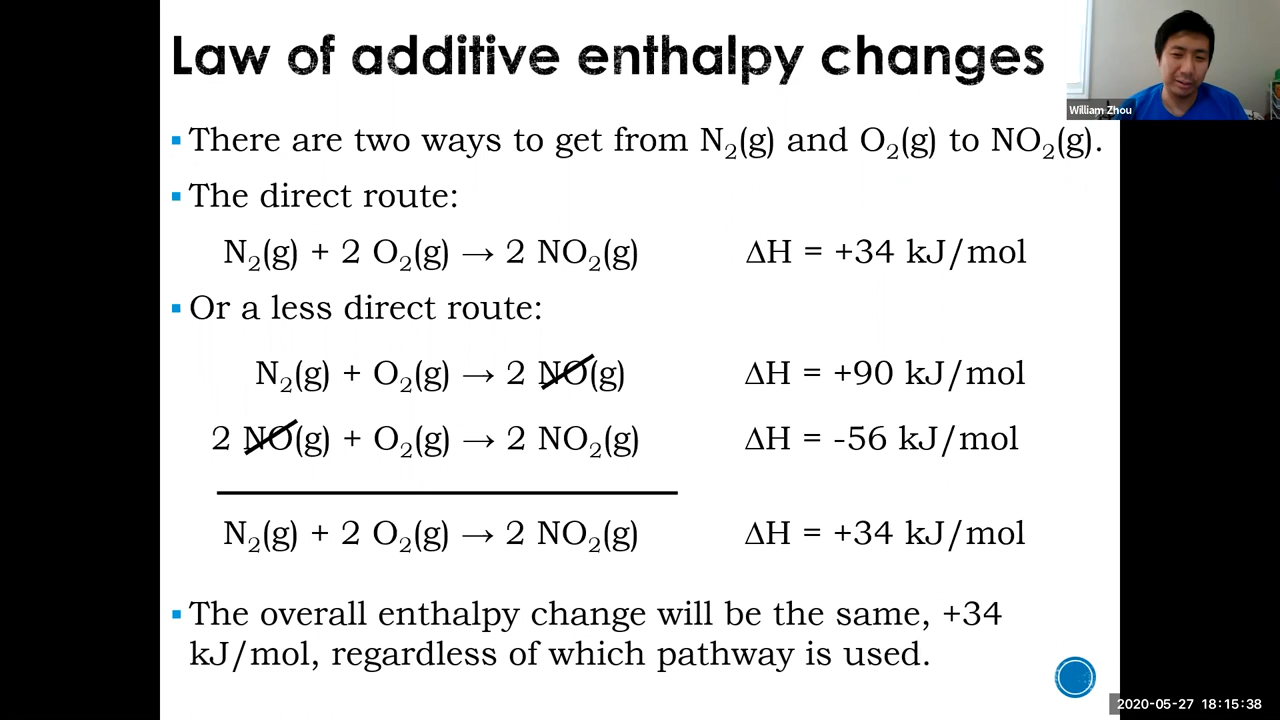 Law of additive enthalpy changes
William Zhou
▪ There are two ways to get from N₂(g) and O₂(g) to NO₂(g).
▪ The direct route:
N₂(g) + 2 O₂(g) → 2 NO₂(g) ΔH = +34 kJ/mol
▪ Or a less direct route:
N₂(g) + O₂(g) → 2 NO(g) ΔH = +90 kJ/mol
2 NO(g) + O₂(g) → 2 NO₂(g) ΔH = -56 kJ/mol
N₂(g) + 2 O₂(g) → 2 NO₂(g) ΔH = +34 kJ/mol
▪ The overall enthalpy change will be the same, +34
kJ/mol, regardless of which pathway is used.
2020-05-27 18:15:38